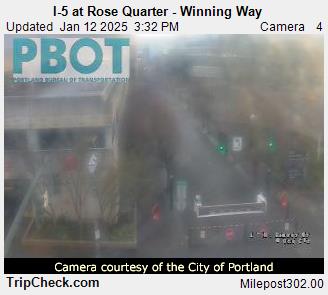 I-5 at Rose Quarter - Winning Way
Updated Jan 12 2025 3:32 PM Camera 4
PBOT
PORTLAND BUREAU OF TRANSPORTATION
Camera courtesy of the City of Portland
TripCheck.com Milepost302.00